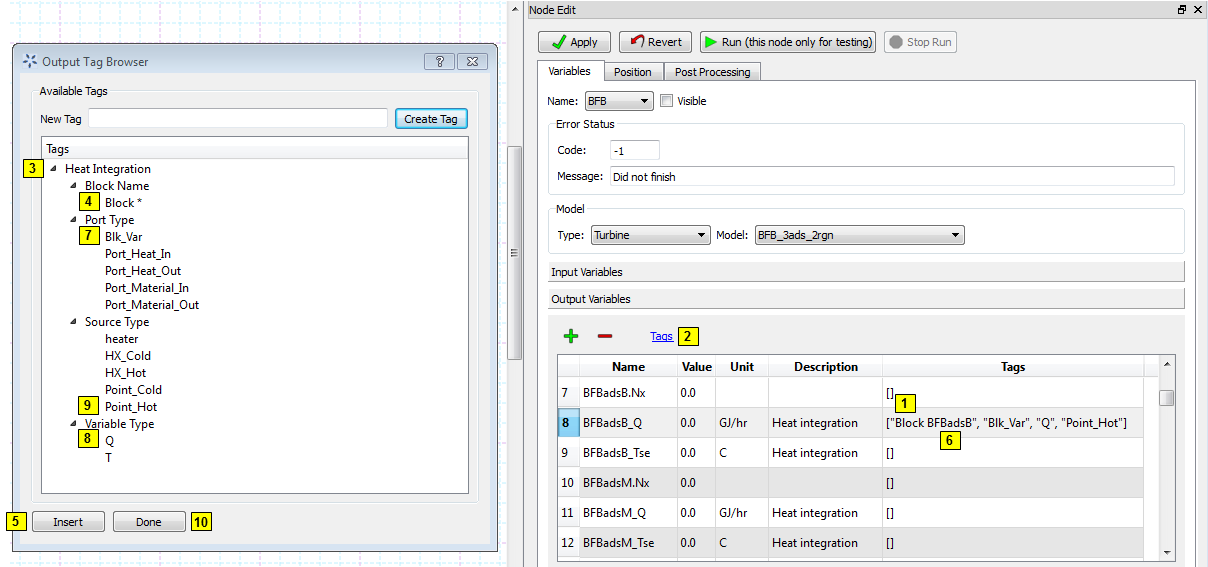 Output Tag Browser
Available Tags
New Tag Create Tag
Tags
3 Heat Integration
Block Name
4 Block *
Port Type
7 Blk_Var
Port_Heat_In
Port_Heat_Out
Port_Material_In
Port_Material_Out
Source Type
heater
HX_Cold
HX_Hot
Point_Cold
9 Point_Hot
Variable Type
8 Q
T
5 Insert Done 10
Node Edit
Apply Revert Run (this node only for testing) Stop Run
Variables Position Post Processing
Name: BFB Visible
Error Status
Code: -1
Message: Did not finish
Model
Type: Turbine Model: BFB_3ads_2rgn
Input Variables
Output Variables
Tags 2
Name Value Unit Description Tags
7 BFBadsB.Nx 0.0 []
1
8 BFBadsB_Q 0.0 GJ/hr Heat integration ["Block BFBadsB", "Blk_Var", "Q", "Point_Hot"]
6
9 BFBadsB_Tse 0.0 C Heat integration []
10 BFBadsM.Nx 0.0 []
11 BFBadsM_Q 0.0 GJ/hr Heat integration []
12 BFBadsM_Tse 0.0 C Heat integration []